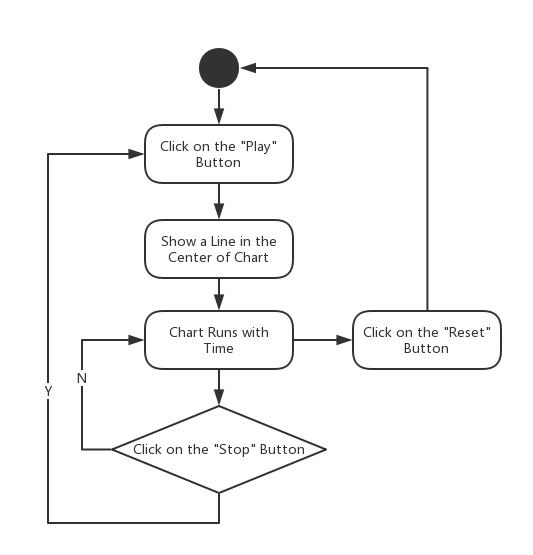 Click on the "Play"
Button
Show a Line in the
Center of Chart
Chart Runs with
Time
Click on the "Reset"
Button
N
Y
Click on the "Stop" Button